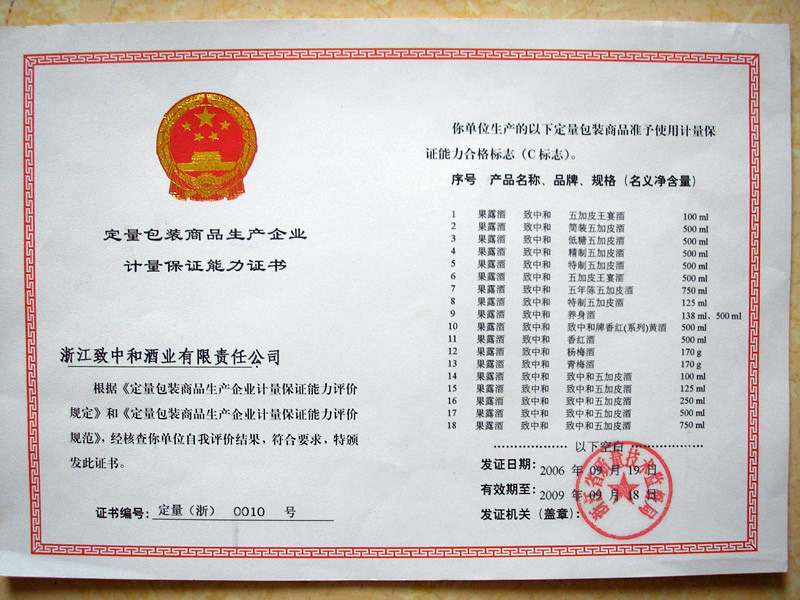 定量包装商品生产企业
计量保证能力证书
浙江致中和酒业有限责任公司
根据《定量包装商品生产企业计量保证能力评价
规定》和《定量包装商品生产企业计量保证能力评价
规范》，经核查你单位自我评价结果，符合要求，特颁
发此证书。
证书编号：定量（浙） 0010 号
你单位生产的以下定量包装商品准予使用计量保
证能力合格标志（C 标志）。
序号 产品名称、品牌、规格（名义净含量）
1 果露酒 致中和 五加皮王宴酒 100 ml
2 果露酒 致中和 简装五加皮酒 500 ml
3 果露酒 致中和 低糖五加皮酒 500 ml
4 果露酒 致中和 精制五加皮酒 500 ml
5 果露酒 致中和 特制五加皮酒 500 ml
6 果露酒 致中和 五加皮王宴酒 500 ml
7 果露酒 致中和 五年陈五加皮酒 750 ml
8 果露酒 致中和 特制五加皮酒 125 ml
9 果露酒 致中和 养身酒 138 ml、500 ml
10 果露酒 致中和 致中和牌香红(系列)黄酒 500 ml
11 果露酒 致中和 香红酒 500 ml
12 果露酒 致中和 杨梅酒 170 g
13 果露酒 致中和 青梅酒 170 g
14 果露酒 致中和 致中和五加皮酒 100 ml
15 果露酒 致中和 致中和五加皮酒 125 ml
16 果露酒 致中和 致中和五加皮酒 250 ml
17 果露酒 致中和 致中和五加皮酒 500 ml
18 果露酒 致中和 致中和五加皮酒 750 ml
………………以下空白………………
发证日期：2006 年 09 月 19 日
有效期至：2009 年 09 月 18 日
发证机关（盖章）：
浙江省质量技术监督局